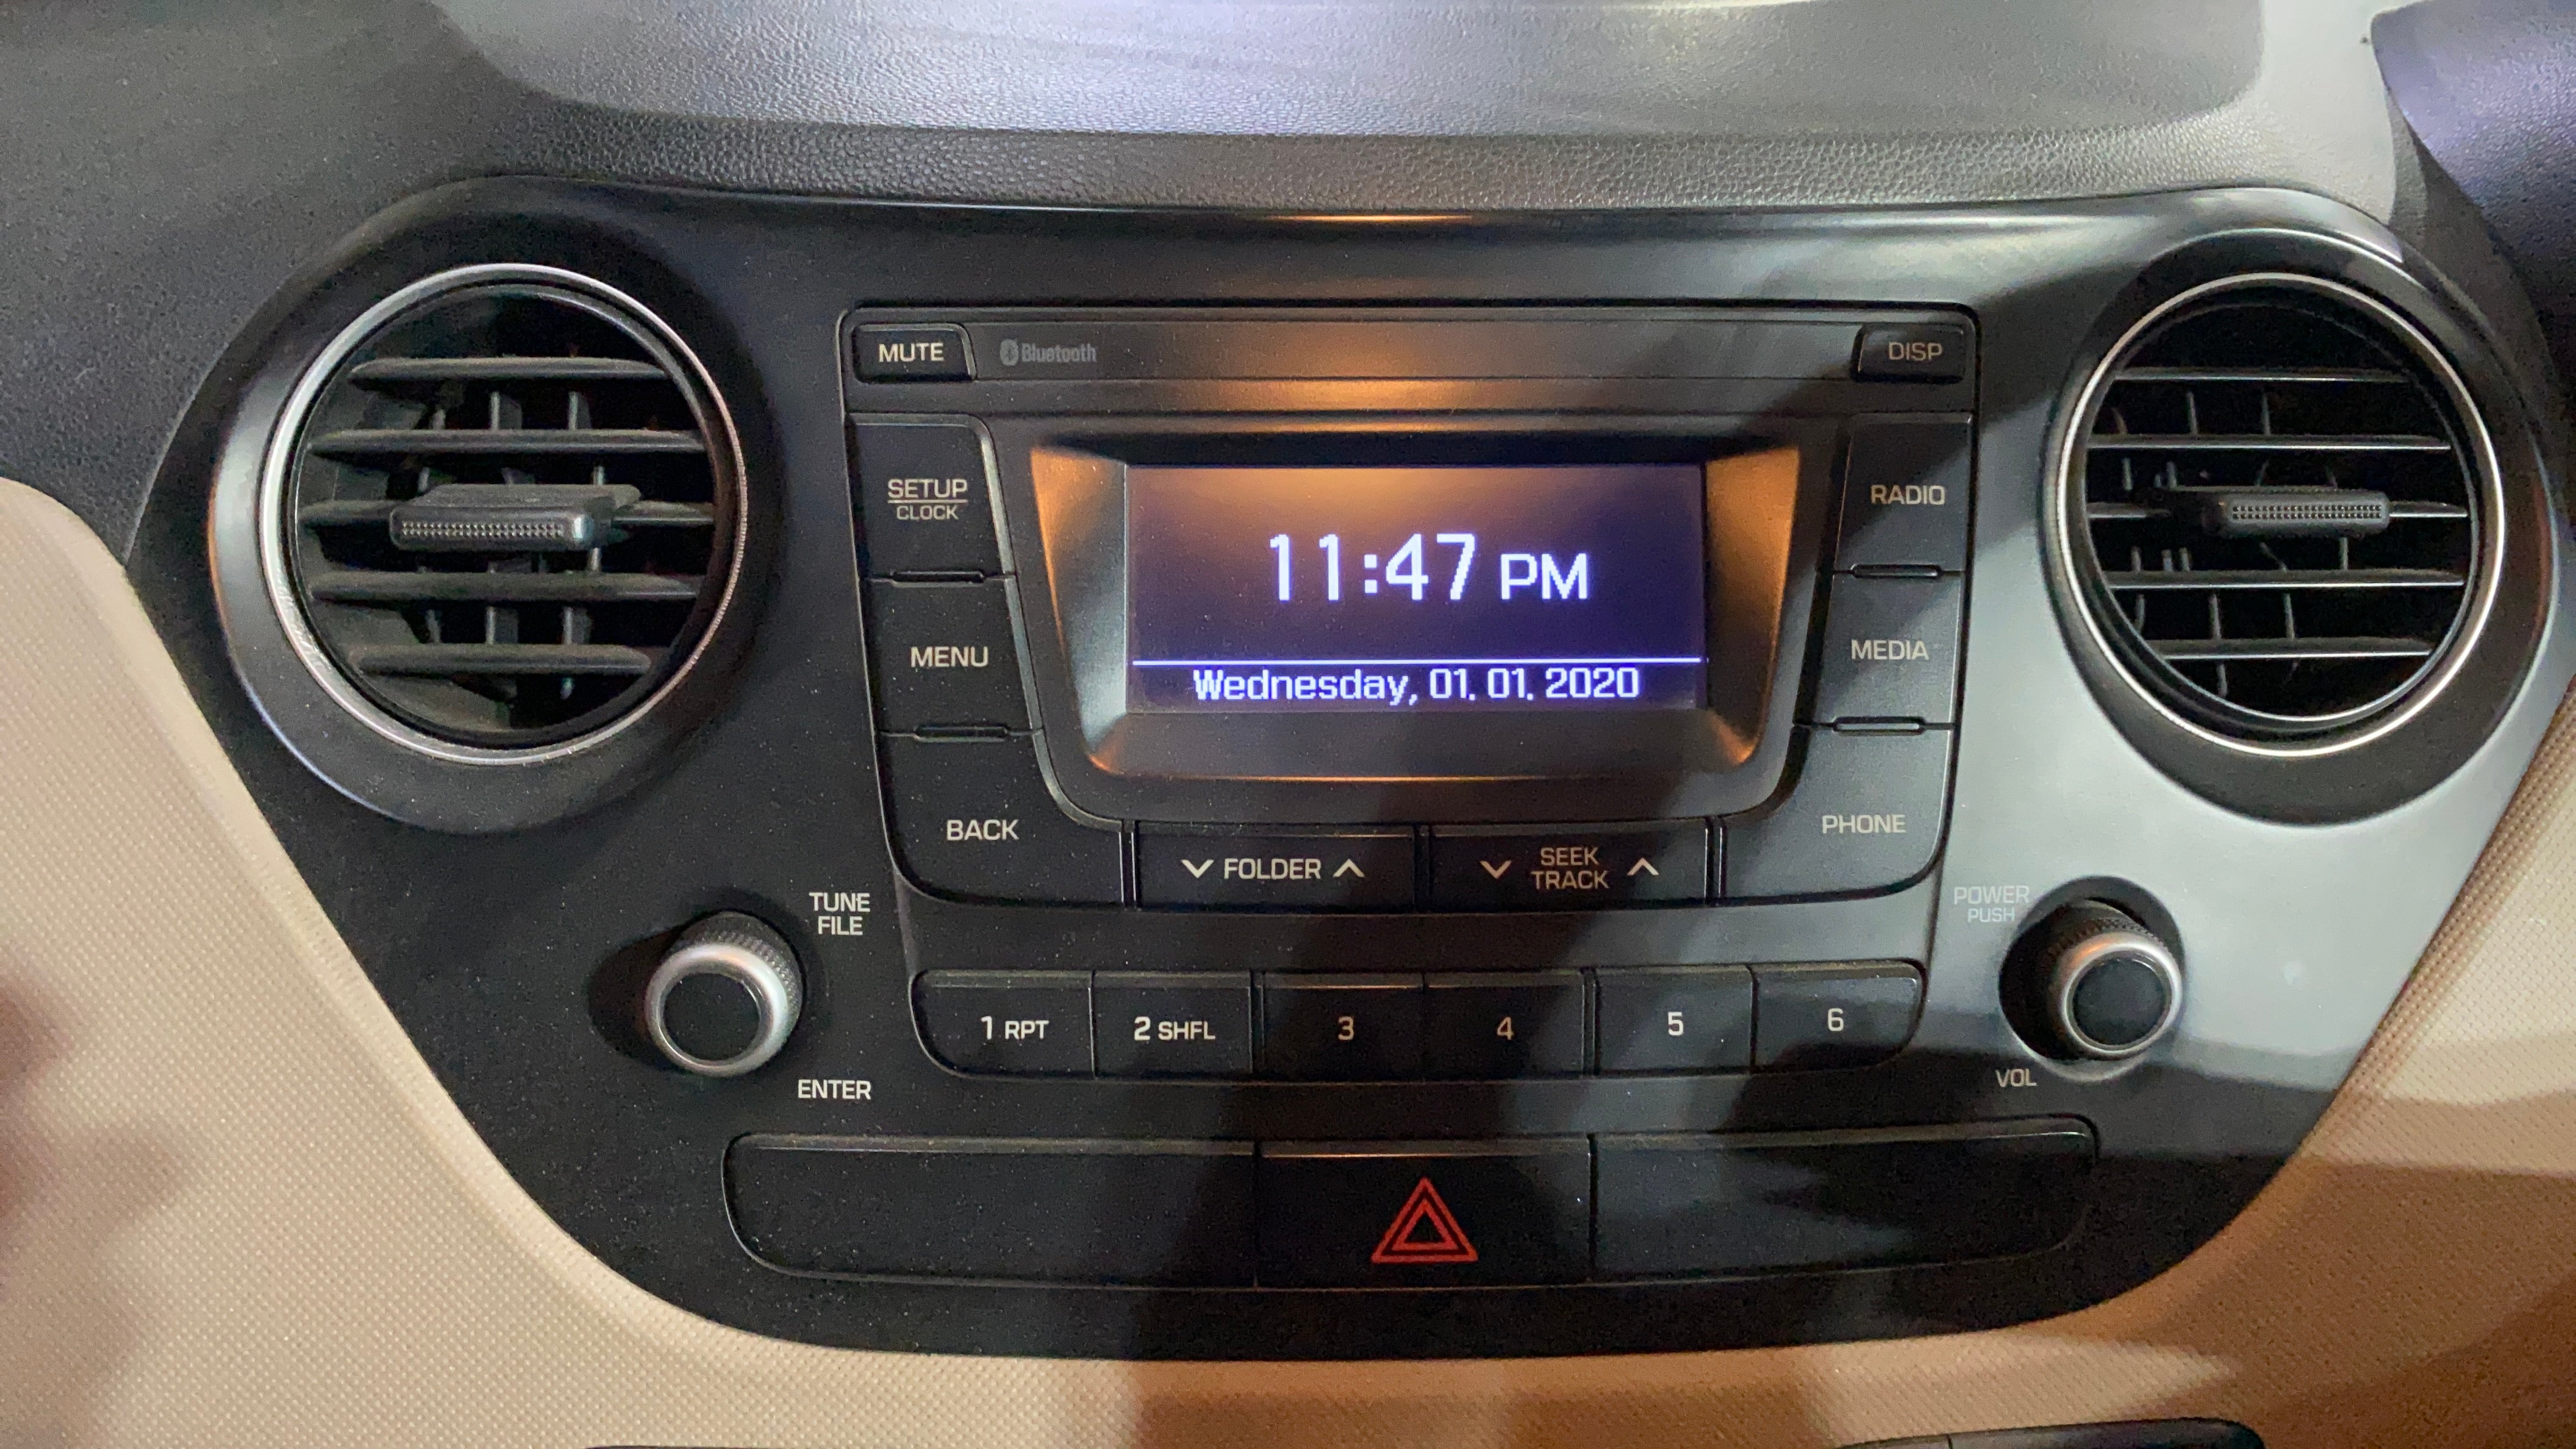 MUTE
Bluetooth
DISP
SETUP
CLOCK
RADIO
11:47 PM
MENU
MEDIA
Wednesday, 01. 01. 2020
BACK
PHONE
FOLDER
SEEK
TRACK
TUNE
FILE
POWER
PUSH
1 RPT
2 SHFL
3
4
5
6
ENTER
VOL